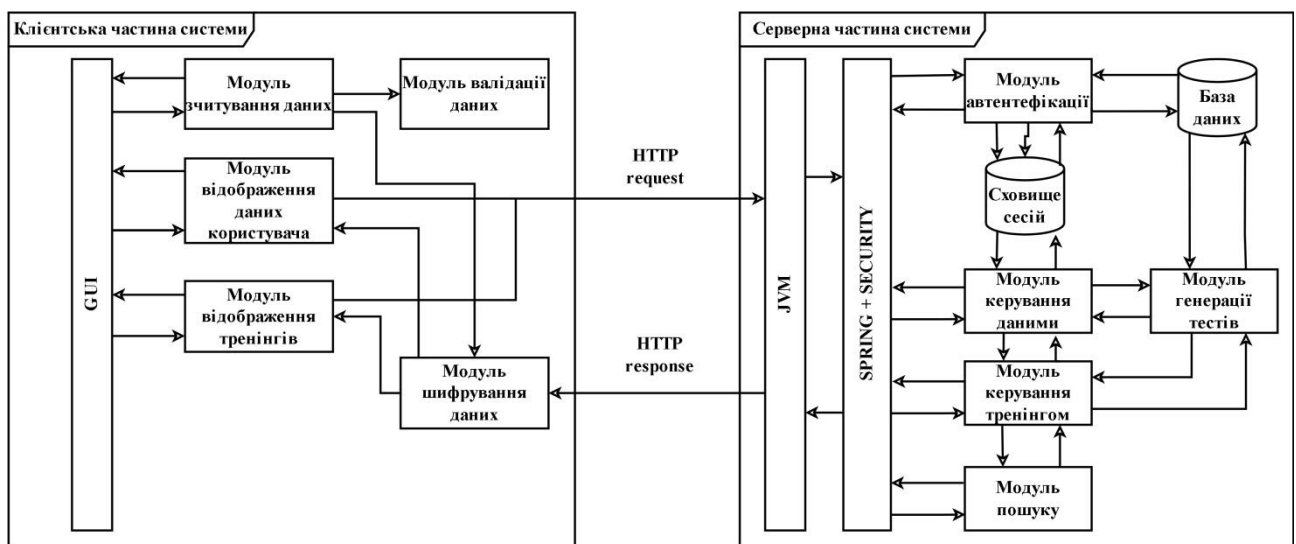 Клієнтська частина системи
GUI
Модуль
зчитування даних
Модуль валідації
даних
Модуль
відображення
даних
користувача
Модуль
відображення
тренінгів
Модуль
шифрування
даних
HTTP
request
HTTP
response
Серверна частина системи
JVM
SPRING + SECURITY
Модуль
автентефікації
База
даних
Сховище
сесій
Модуль
керування
даними
Модуль
генерації
тестів
Модуль
керування
тренінгом
Модуль
пошуку